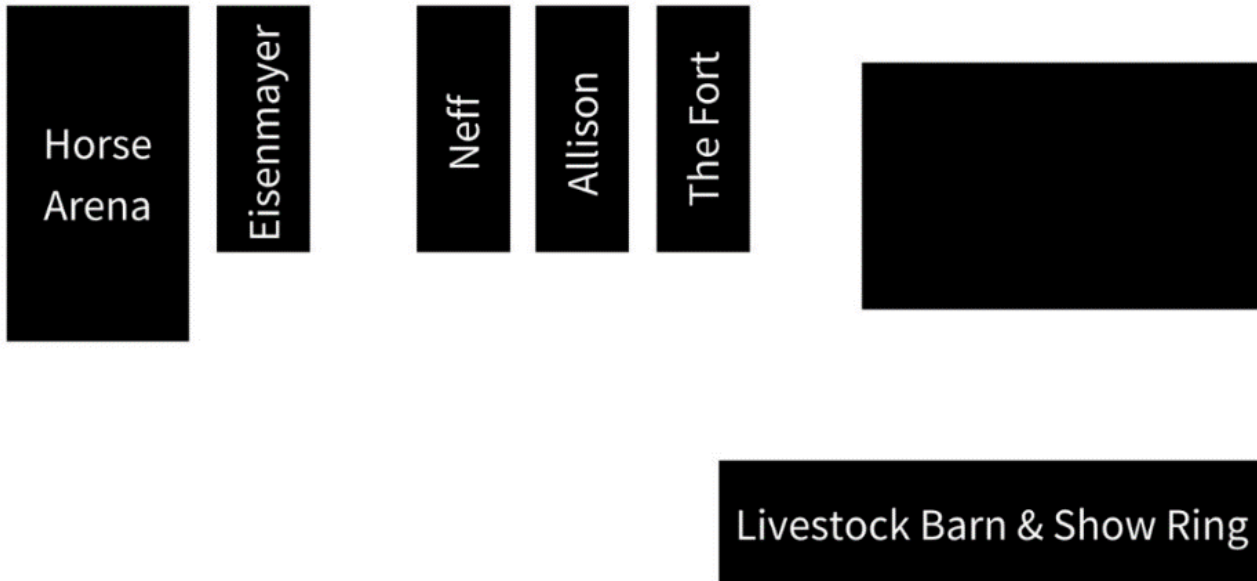 Horse
Arena
Eisenmayer
Neff
Allison
The Fort
Livestock Barn & Show Ring